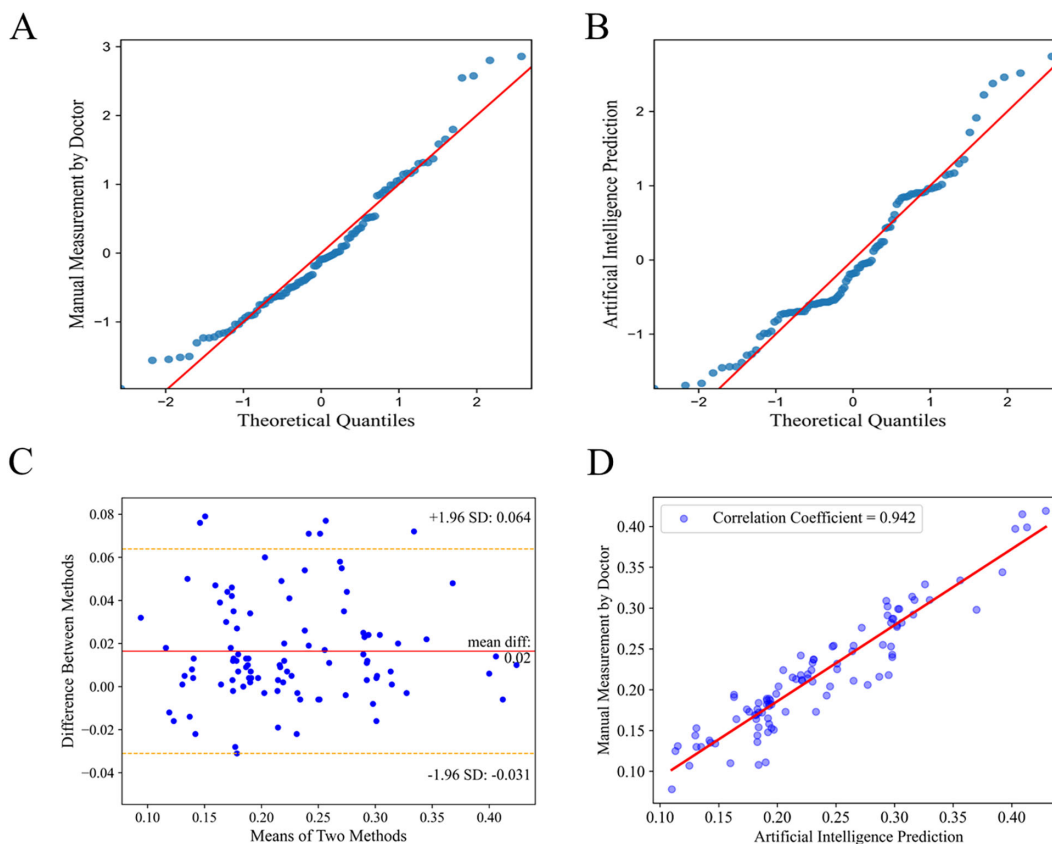 A
Manual Measurement by Doctor
3
2
1
0
−1
−2
−1
0
1
2
Theoretical Quantiles
B
Artificial Intelligence Prediction
2
1
0
−1
−2
−1
0
1
2
Theoretical Quantiles
C
Difference Between Methods
0.08
0.06
0.04
0.02
0.00
−0.02
−0.04
+1.96 SD: 0.064
mean diff:
0.02
-1.96 SD: -0.031
0.10 0.15 0.20 0.25 0.30 0.35 0.40
Means of Two Methods
D
Manual Measurement by Doctor
Correlation Coefficient = 0.942
0.40
0.35
0.30
0.25
0.20
0.15
0.10
0.10 0.15 0.20 0.25 0.30 0.35 0.40
Artificial Intelligence Prediction